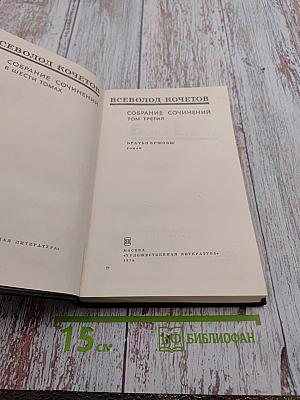 ВСЕВОЛОД КОЧЕТОВ
СОБРАНИЕ СОЧИНЕНИЙ
В ШЕСТИ ТОМАХ
ЛИТЕРАТУРА»
ВСЕВОЛОД КОЧЕТОВ
СОБРАНИЕ СОЧИНЕНИЙ
ТОМ ТРЕТИЙ
БРАТЬЯ ЕРШОВЫ
РОМАН
МОСКВА
«ХУДОЖЕСТВЕННАЯ ЛИТЕРАТУРА»
1974
15 см
БИБЛИОФАН